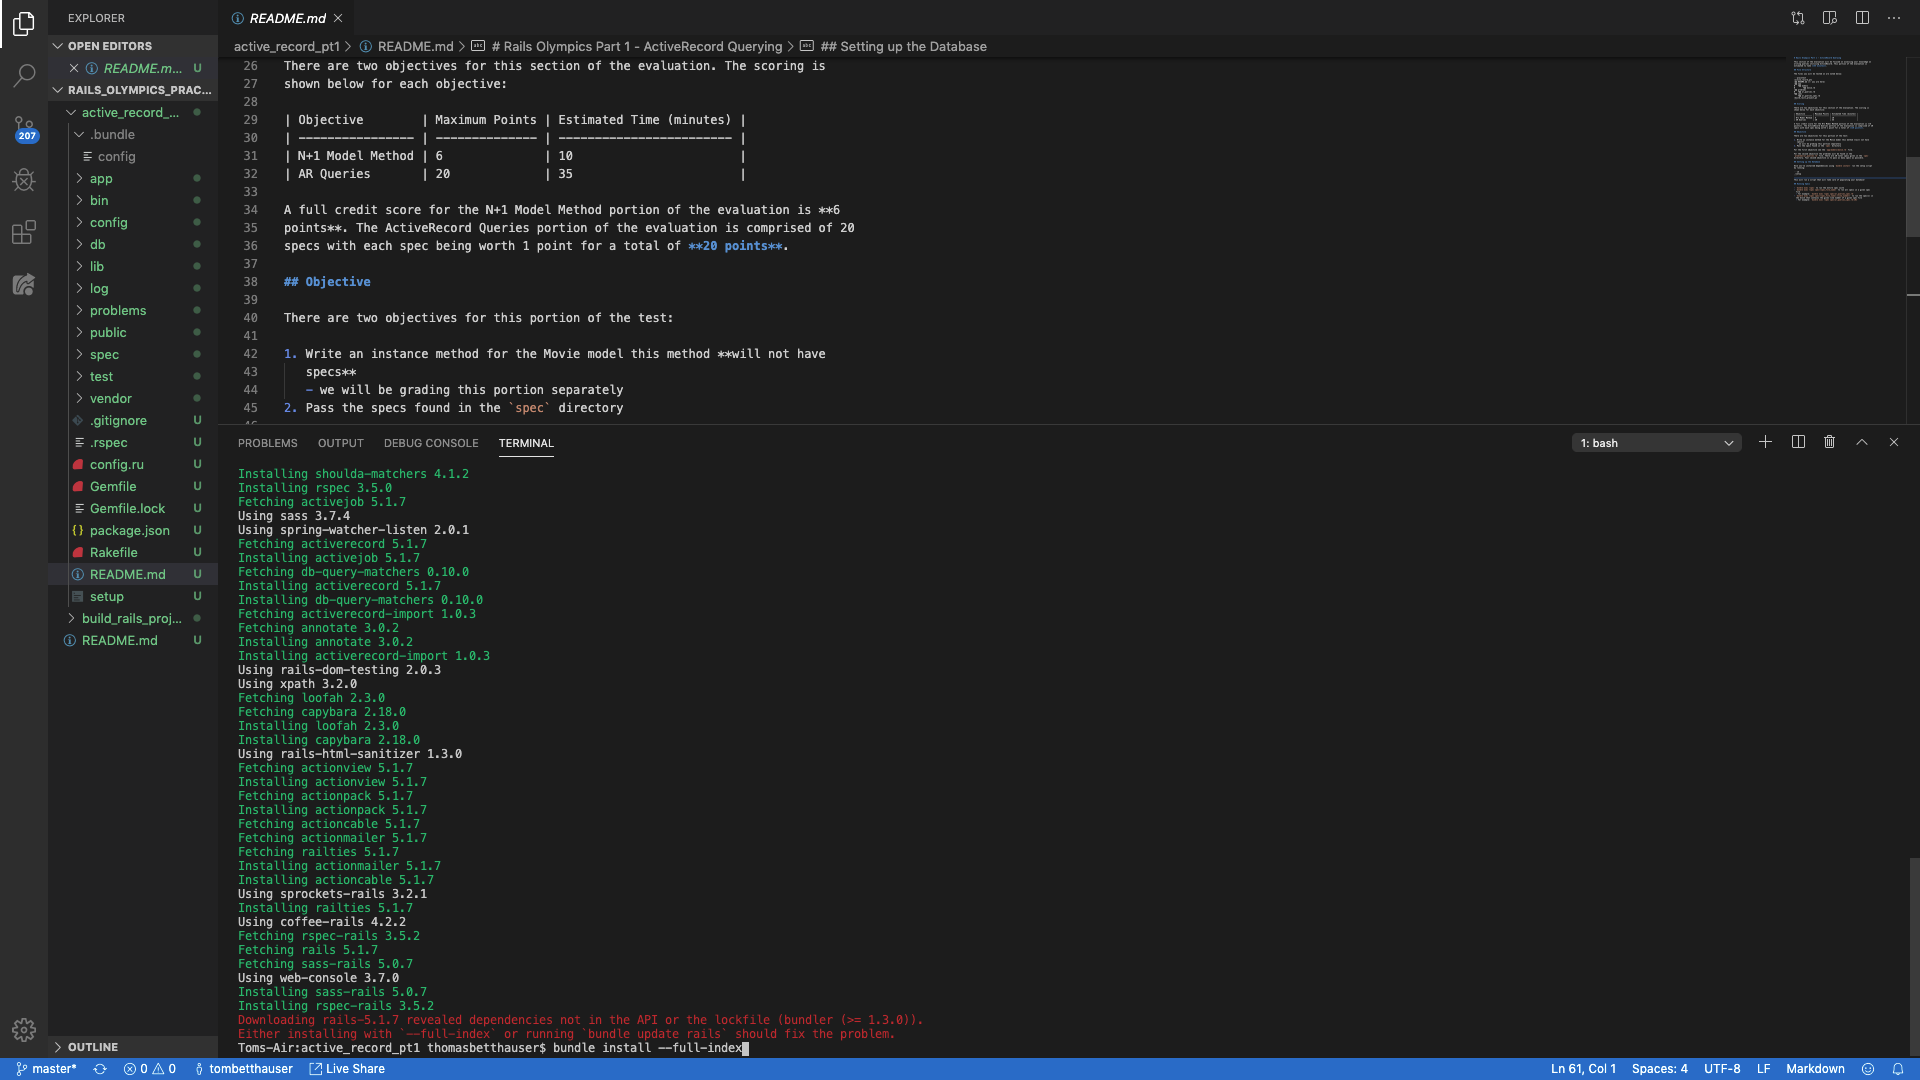 EXPLORER
OPEN EDITORS
README.m... U
RAILS_OLYMPICS_PRAC...
active_record_...
.bundle
config
app
bin
config
db
lib
log
problems
public
spec
test
vendor
.gitignore U
.rspec U
config.ru U
Gemfile U
Gemfile.lock U
package.json U
Rakefile U
README.md U
setup U
build_rails_proj...
README.md U
OUTLINE
207
README.md
active_record_pt1 > README.md > # Rails Olympics Part 1 - ActiveRecord Querying > ## Setting up the Database
26 There are two objectives for this section of the evaluation. The scoring is
27 shown below for each objective:
28
29 | Objective | Maximum Points | Estimated Time (minutes) |
30 | ---------------- | -------------- | ------------------------ |
31 | N+1 Model Method | 6 | 10 |
32 | AR Queries | 20 | 35 |
33
34 A full credit score for the N+1 Model Method portion of the evaluation is **6
35 points**. The ActiveRecord Queries portion of the evaluation is comprised of 20
36 specs with each spec being worth 1 point for a total of **20 points**.
37
38 ## Objective
39
40 There are two objectives for this portion of the test:
41
42 1. Write an instance method for the Movie model this method **will not have
43 specs**
44 - we will be grading this portion separately
45 2. Pass the specs found in the `spec` directory
PROBLEMS OUTPUT DEBUG CONSOLE TERMINAL 1: bash
Installing shoulda-matchers 4.1.2
Installing rspec 3.5.0
Fetching activejob 5.1.7
Using sass 3.7.4
Using spring-watcher-listen 2.0.1
Fetching activerecord 5.1.7
Installing activejob 5.1.7
Fetching db-query-matchers 0.10.0
Installing activerecord 5.1.7
Installing db-query-matchers 0.10.0
Fetching activerecord-import 1.0.3
Fetching annotate 3.0.2
Installing annotate 3.0.2
Installing activerecord-import 1.0.3
Using rails-dom-testing 2.0.3
Using xpath 3.2.0
Fetching loofah 2.3.0
Fetching capybara 2.18.0
Installing loofah 2.3.0
Installing capybara 2.18.0
Using rails-html-sanitizer 1.3.0
Fetching actionview 5.1.7
Installing actionview 5.1.7
Fetching actionpack 5.1.7
Installing actionpack 5.1.7
Fetching actioncable 5.1.7
Fetching actionmailer 5.1.7
Fetching railties 5.1.7
Installing actionmailer 5.1.7
Installing actioncable 5.1.7
Using sprockets-rails 3.2.1
Installing railties 5.1.7
Using coffee-rails 4.2.2
Fetching rspec-rails 3.5.2
Fetching rails 5.1.7
Fetching sass-rails 5.0.7
Using web-console 3.7.0
Installing sass-rails 5.0.7
Installing rspec-rails 3.5.2
Downloading rails-5.1.7 revealed dependencies not in the API or the lockfile (bundler (>= 1.3.0)).
Either installing with `--full-index` or running `bundle update rails` should fix the problem.
Toms-Air:active_record_pt1 thomasbetthauser$ bundle install --full-index
master* 0 0 tombetthauser Live Share Ln 61, Col 1 Spaces: 4 UTF-8 LF Markdown